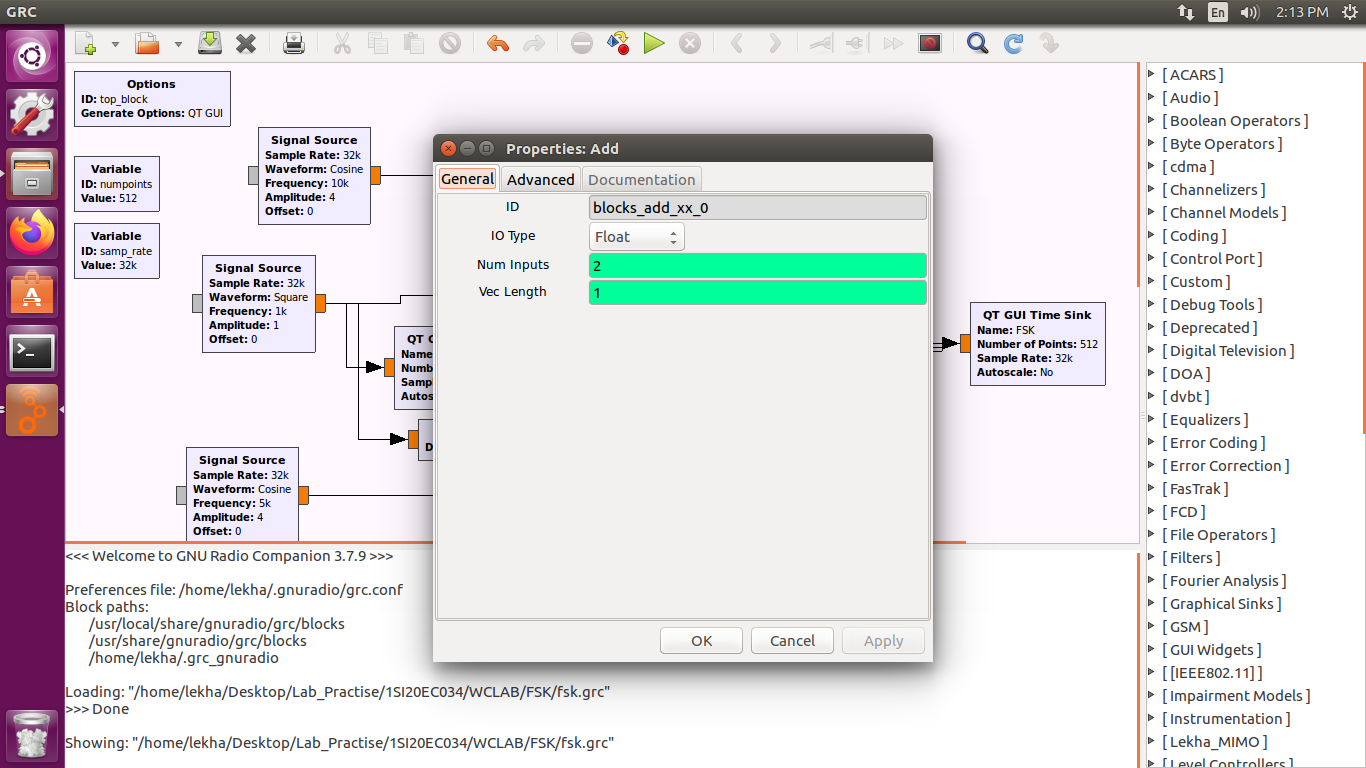 GRC
En
2:13 PM
Options
ID: top_block
Generate Options: QT GUI
Variable
ID: numpoints
Value: 512
Variable
ID: samp_rate
Value: 32k
Signal Source
Sample Rate: 32k
Waveform: Cosine
Frequency: 10k
Amplitude: 4
Offset: 0
Signal Source
Sample Rate: 32k
Waveform: Square
Frequency: 1k
Amplitude: 1
Offset: 0
QT G
Name
Numb
Samp
Autos
D
Signal Source
Sample Rate: 32k
Waveform: Cosine
Frequency: 5k
Amplitude: 4
Offset: 0
Properties: Add
General
Advanced
Documentation
ID
blocks_add_xx_0
IO Type
Float
Num Inputs
2
Vec Length
1
OK
Cancel
Apply
QT GUI Time Sink
Name: FSK
Number of Points: 512
Sample Rate: 32k
Autoscale: No
<<< Welcome to GNU Radio Companion 3.7.9 >>>
Preferences file: /home/lekha/.gnuradio/grc.conf
Block paths:
/usr/local/share/gnuradio/grc/blocks
/usr/share/gnuradio/grc/blocks
/home/lekha/.grc_gnuradio
Loading: "/home/lekha/Desktop/Lab_Practise/1SI20EC034/WCLAB/FSK/fsk.grc"
>>> Done
Showing: "/home/lekha/Desktop/Lab_Practise/1SI20EC034/WCLAB/FSK/fsk.grc"
[ ACARS ]
[ Audio ]
[ Boolean Operators ]
[ Byte Operators ]
[ cdma ]
[ Channelizers ]
[ Channel Models ]
[ Coding ]
[ Control Port ]
[ Custom ]
[ Debug Tools ]
[ Deprecated ]
[ Digital Television ]
[ DOA ]
[ dvbt ]
[ Equalizers ]
[ Error Coding ]
[ Error Correction ]
[ FasTrak ]
[ FCD ]
[ File Operators ]
[ Filters ]
[ Fourier Analysis ]
[ Graphical Sinks ]
[ GSM ]
[ GUI Widgets ]
[ [IEEE802.11] ]
[ Impairment Models ]
[ Instrumentation ]
[ Lekha_MIMO ]
[ Level Controllers ]